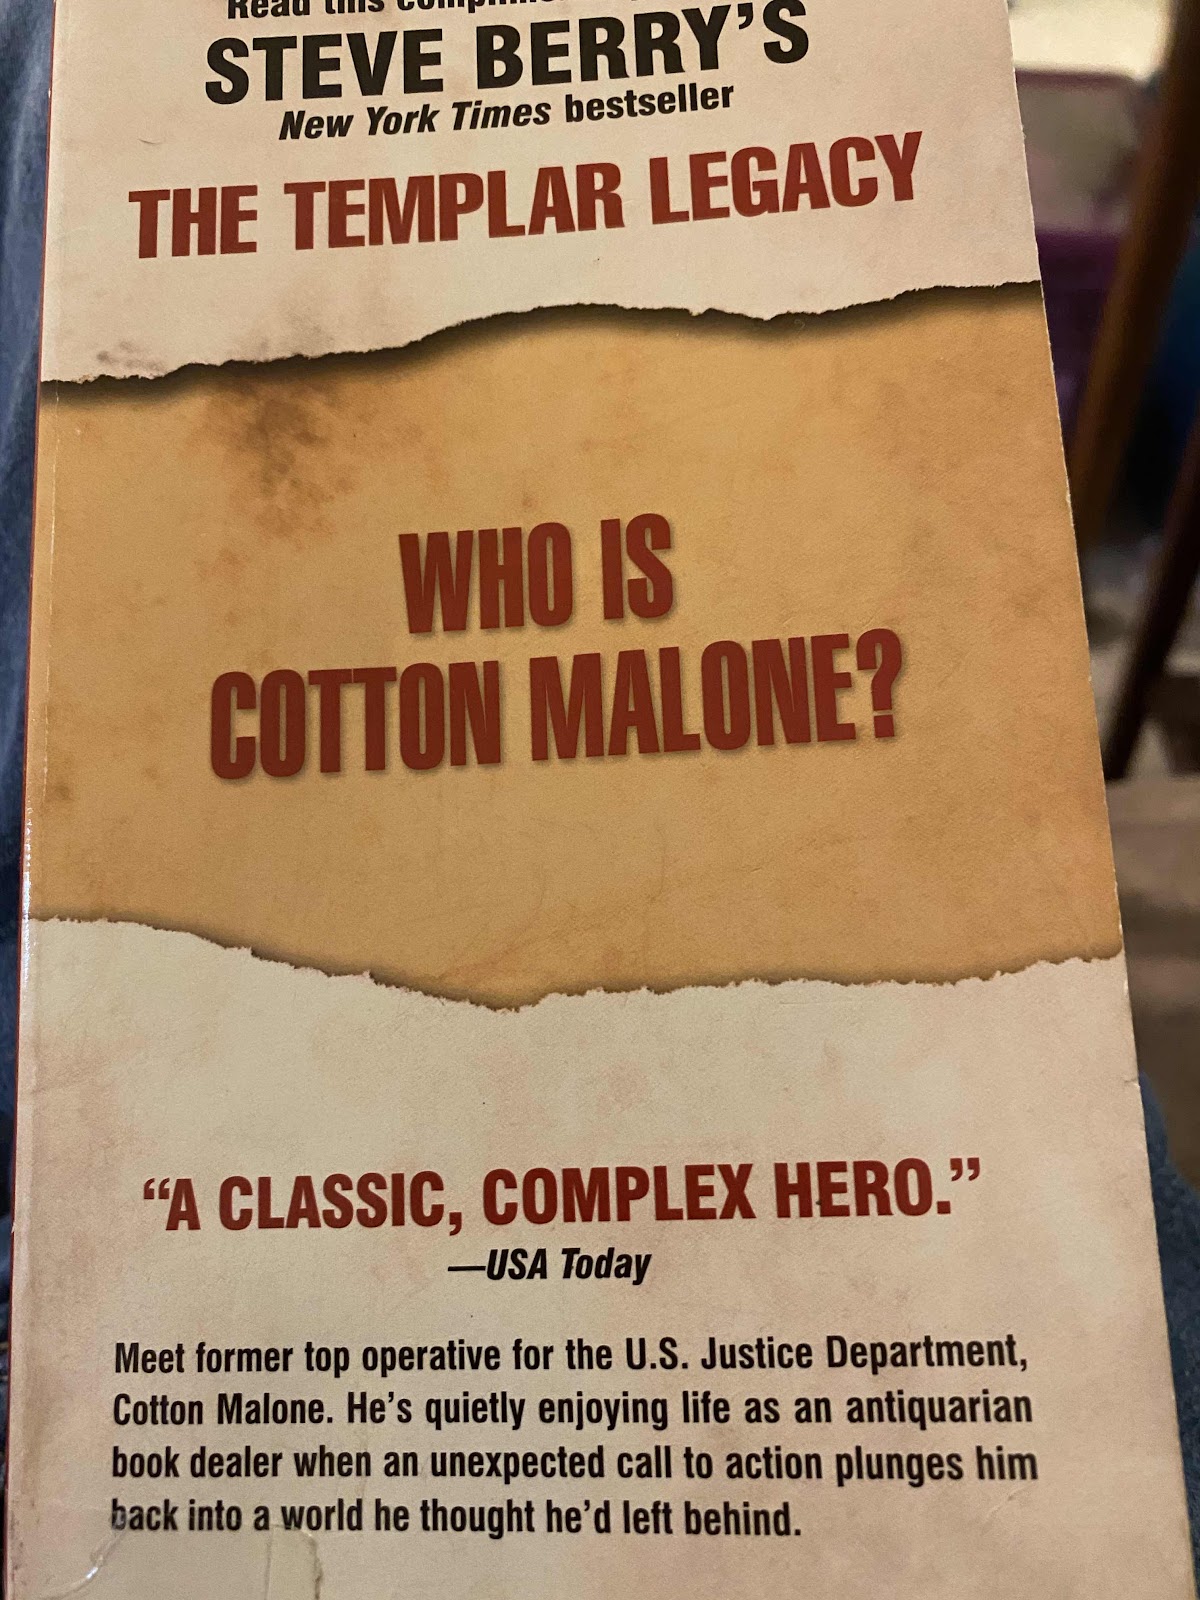 Read this
STEVE BERRY'S
New York Times bestseller
THE TEMPLAR LEGACY
WHO IS
COTTON MALONE?
“A CLASSIC, COMPLEX HERO.”
—USA Today
Meet former top operative for the U.S. Justice Department,
Cotton Malone. He's quietly enjoying life as an antiquarian
book dealer when an unexpected call to action plunges him
back into a world he thought he'd left behind.